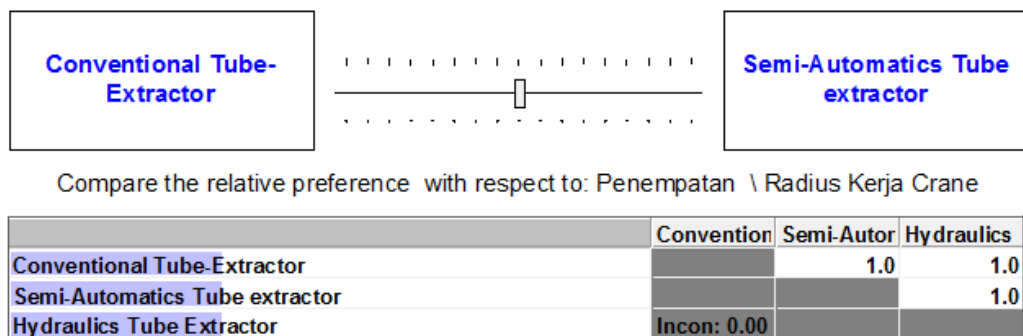 Conventional Tube-
Extractor
Semi-Automatics Tube
extractor
Compare the relative preference with respect to: Penempatan \ Radius Kerja Crane
Convention Semi-Autor Hydraulics
Conventional Tube-Extractor 1.0 1.0
Semi-Automatics Tube extractor 1.0
Hydraulics Tube Extractor Incon: 0.00